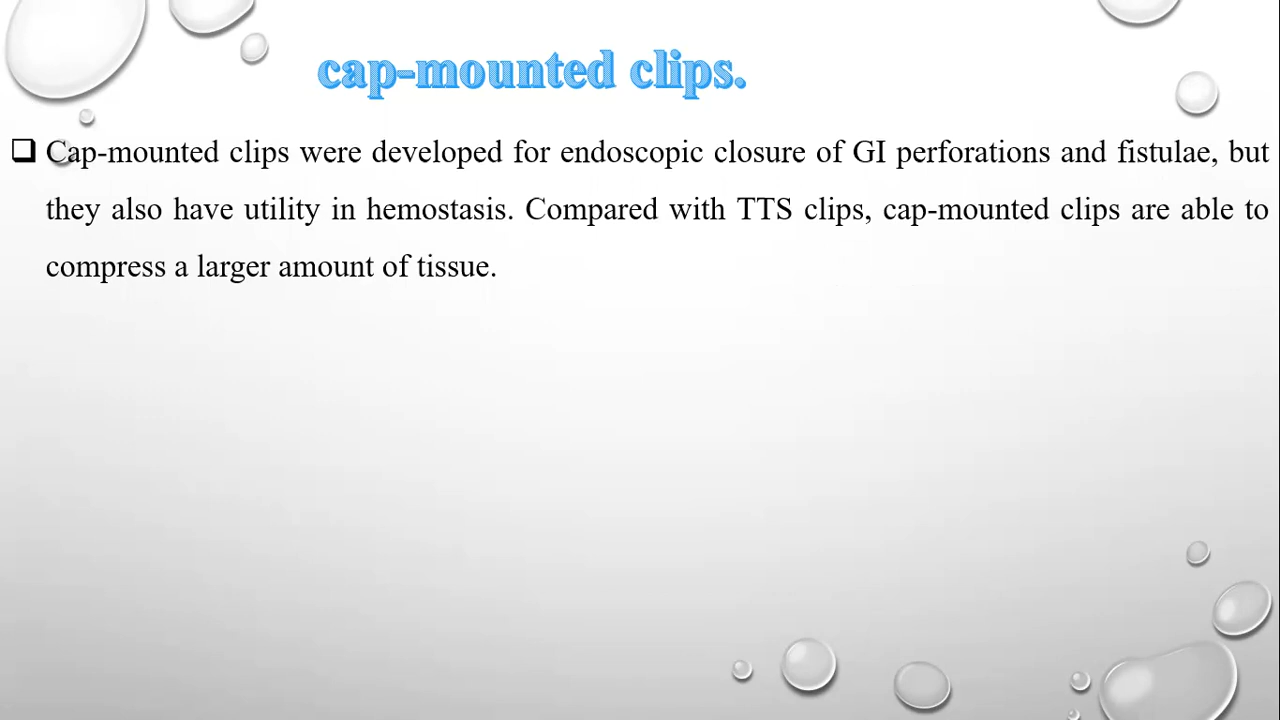 cap-mounted clips.
❑ Cap-mounted clips were developed for endoscopic closure of GI perforations and fistulae, but
they also have utility in hemostasis. Compared with TTS clips, cap-mounted clips are able to
compress a larger amount of tissue.